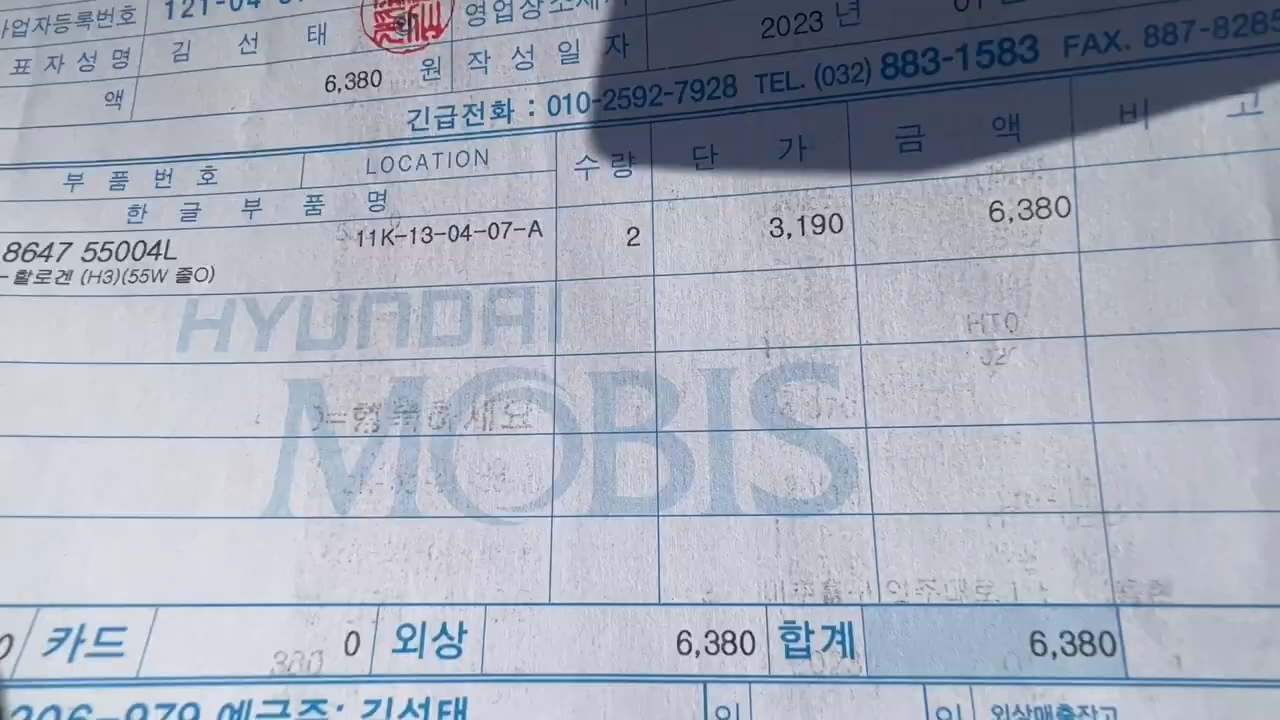 사업자등록번호 121-04
표 자 성 명 김 선 태
영업장소재지
작 성 일 자 2023 년
액 6,380 원
긴급전화 : 010-2592-7928 TEL. (032) 883-1583 FAX. 887-8285
부 품 번 호 LOCATION 수 량 단 가 금 액 비 고
한 글 부 품 명
8647 55004L 11K-13-04-07-A 2 3,190 6,380
-할로겐 (H3)(55W 줄O)
HYUNDAI
MOBIS
0 카드 0 외상 6,380 합계 6,380
206-979 예금주: 김선태 인 인 외상매출잔고